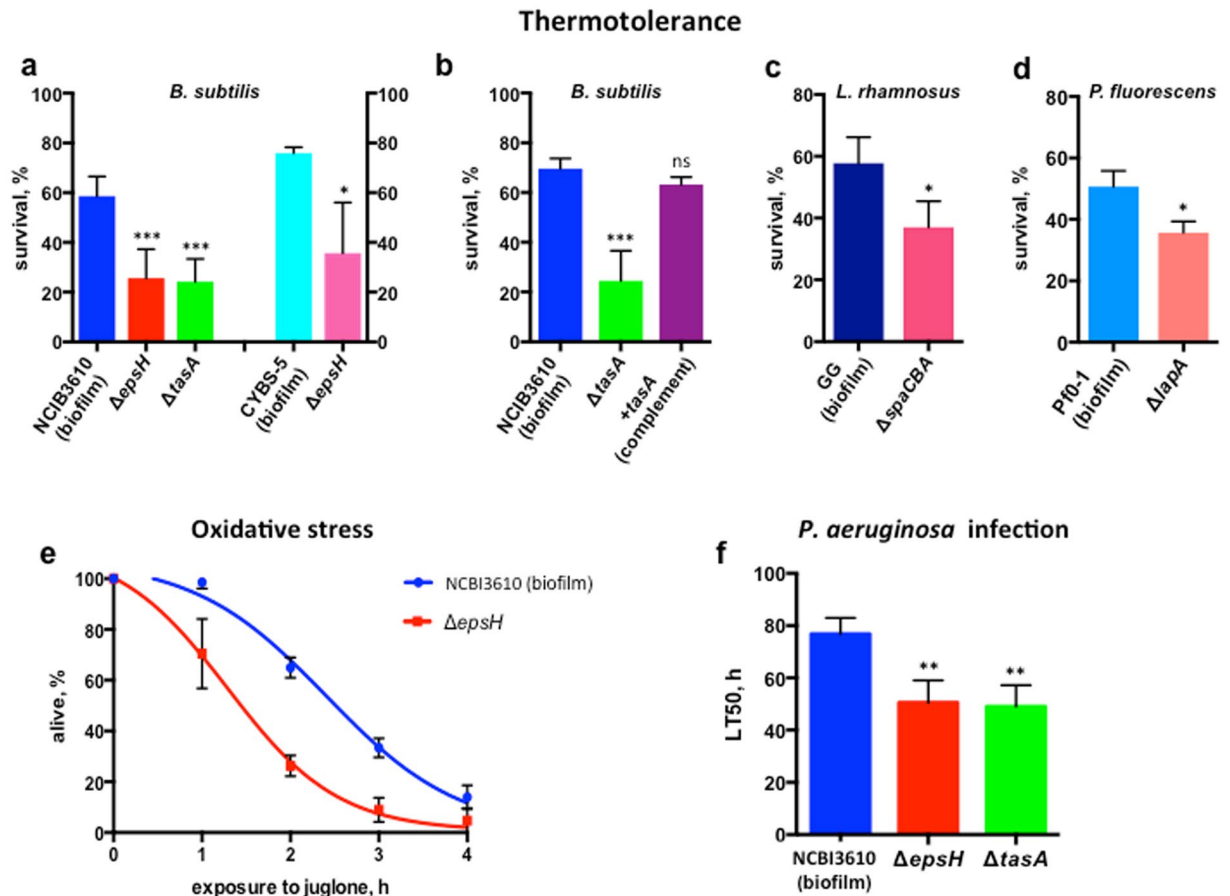 Thermotolerance
a
B. subtilis
survival, %
100
80
60
40
20
0
100
80
60
40
20
0
***
***
*
NCIB3610
(biofilm)
ΔepsH
ΔtasA
CYBS-5
(biofilm)
ΔepsH
b
B. subtilis
survival, %
100
80
60
40
20
0
***
ns
NCIB3610
(biofilm)
ΔtasA
+tasA
(complement)
c
L. rhamnosus
survival, %
80
60
40
20
0
*
GG
(biofilm)
ΔspaCBA
d
P. fluorescens
survival, %
80
60
40
20
0
*
Pf0-1
(biofilm)
ΔlapA
Oxidative stress
e
alive, %
100
80
60
40
20
0
0 1 2 3 4
exposure to juglone, h
NCBI3610 (biofilm)
ΔepsH
P. aeruginosa infection
f
LT50, h
100
80
60
40
20
0
**
**
NCBI3610
(biofilm)
ΔepsH
ΔtasA